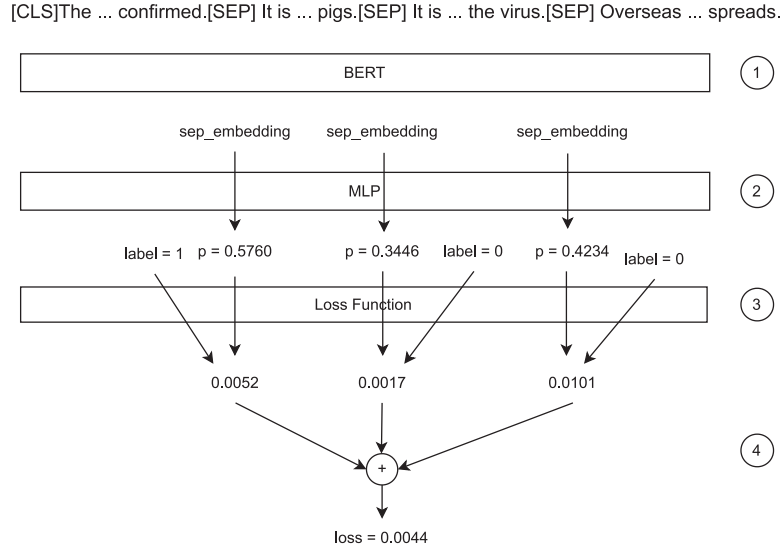 [CLS]The ... confirmed.[SEP] It is ... pigs.[SEP] It is ... the virus.[SEP] Overseas ... spreads.
BERT
1
sep_embedding sep_embedding sep_embedding
MLP
2
label = 1 p = 0.5760 p = 0.3446 label = 0 p = 0.4234 label = 0
Loss Function
3
0.0052 0.0017 0.0101
4
+
loss = 0.0044